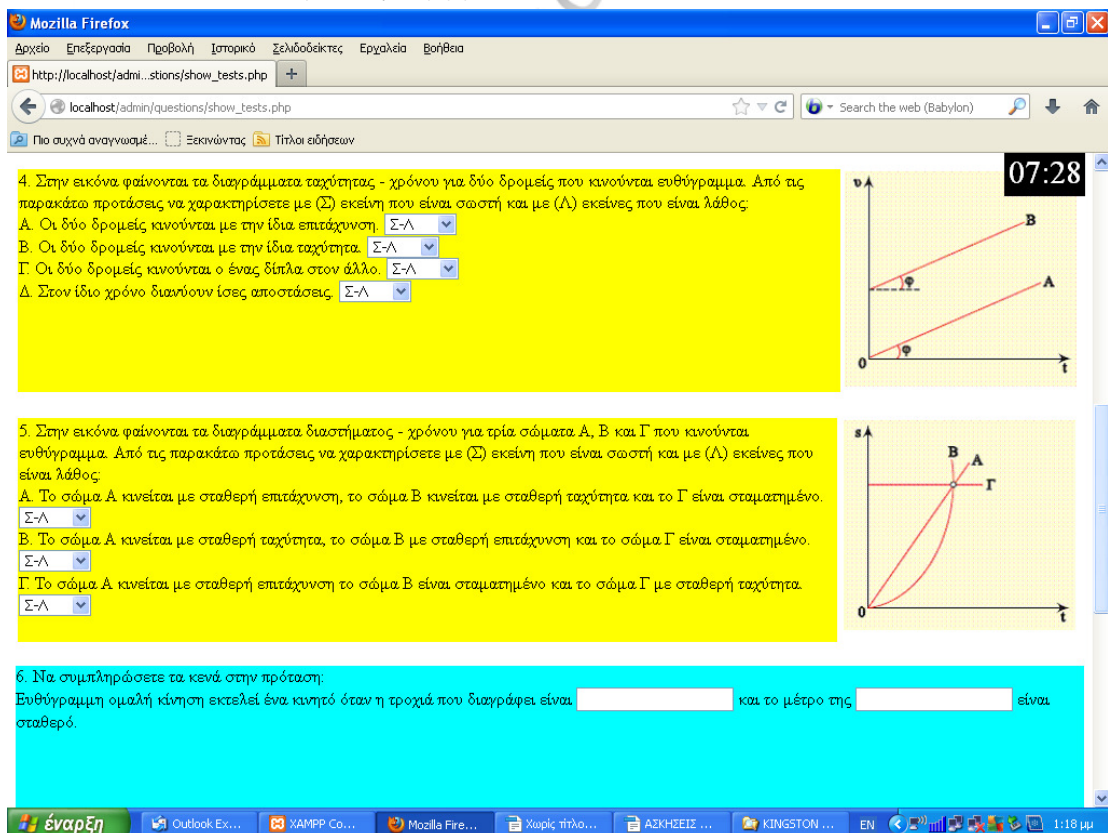 Mozilla Firefox
Αρχείο Επεξεργασία Προβολή Ιστορικό Σελιδοδείκτες Εργαλεία Βοήθεια
http://localhost/admi...stions/show_tests.php +
localhost/admin/questions/show_tests.php Search the web (Babylon)
Πιο συχνά αναγνωσμέ... Ξεκινώντας Τίτλοι ειδήσεων
07:28
4. Στην εικόνα φαίνονται τα διαγράμματα ταχύτητας - χρόνου για δύο δρομείς που κινούνται ευθύγραμμα. Από τις
παρακάτω προτάσεις να χαρακτηρίσετε με (Σ) εκείνη που είναι σωστή και με (Λ) εκείνες που είναι λάθος:
Α. Οι δύο δρομείς κινούνται με την ίδια επιτάχυνση. Σ-Λ
Β. Οι δύο δρομείς κινούνται με την ίδια ταχύτητα. Σ-Λ
Γ. Οι δύο δρομείς κινούνται ο ένας δίπλα στον άλλο. Σ-Λ
Δ. Στον ίδιο χρόνο διανύουν ίσες αποστάσεις. Σ-Λ
υ
B
φ
A
φ
0
t
5. Στην εικόνα φαίνονται τα διαγράμματα διαστήματος - χρόνου για τρία σώματα Α, Β και Γ που κινούνται
ευθύγραμμα. Από τις παρακάτω προτάσεις να χαρακτηρίσετε με (Σ) εκείνη που είναι σωστή και με (Λ) εκείνες που
είναι λάθος:
Α. Το σώμα Α κινείται με σταθερή επιτάχυνση, το σώμα Β κινείται με σταθερή ταχύτητα και το Γ είναι σταματημένο.
Σ-Λ
Β. Το σώμα Α κινείται με σταθερή ταχύτητα, το σώμα Β με σταθερή επιτάχυνση και το σώμα Γ είναι σταματημένο.
Σ-Λ
Γ. Το σώμα Α κινείται με σταθερή επιτάχυνση το σώμα Β είναι σταματημένο και το σώμα Γ με σταθερή ταχύτητα.
Σ-Λ
s
B
A
Γ
0
t
6. Να συμπληρώσετε τα κενά στην πρόταση:
Ευθύγραμμη ομαλή κίνηση εκτελεί ένα κινητό όταν η τροχιά που διαγράφει είναι και το μέτρο της είναι
σταθερό.
έναρξη Outlook Ex... XAMPP Co... Mozilla Fire... Χωρίς τίτλο... ΑΣΚΗΣΕΙΣ ... KINGSTON ... EN 1:18 μμ